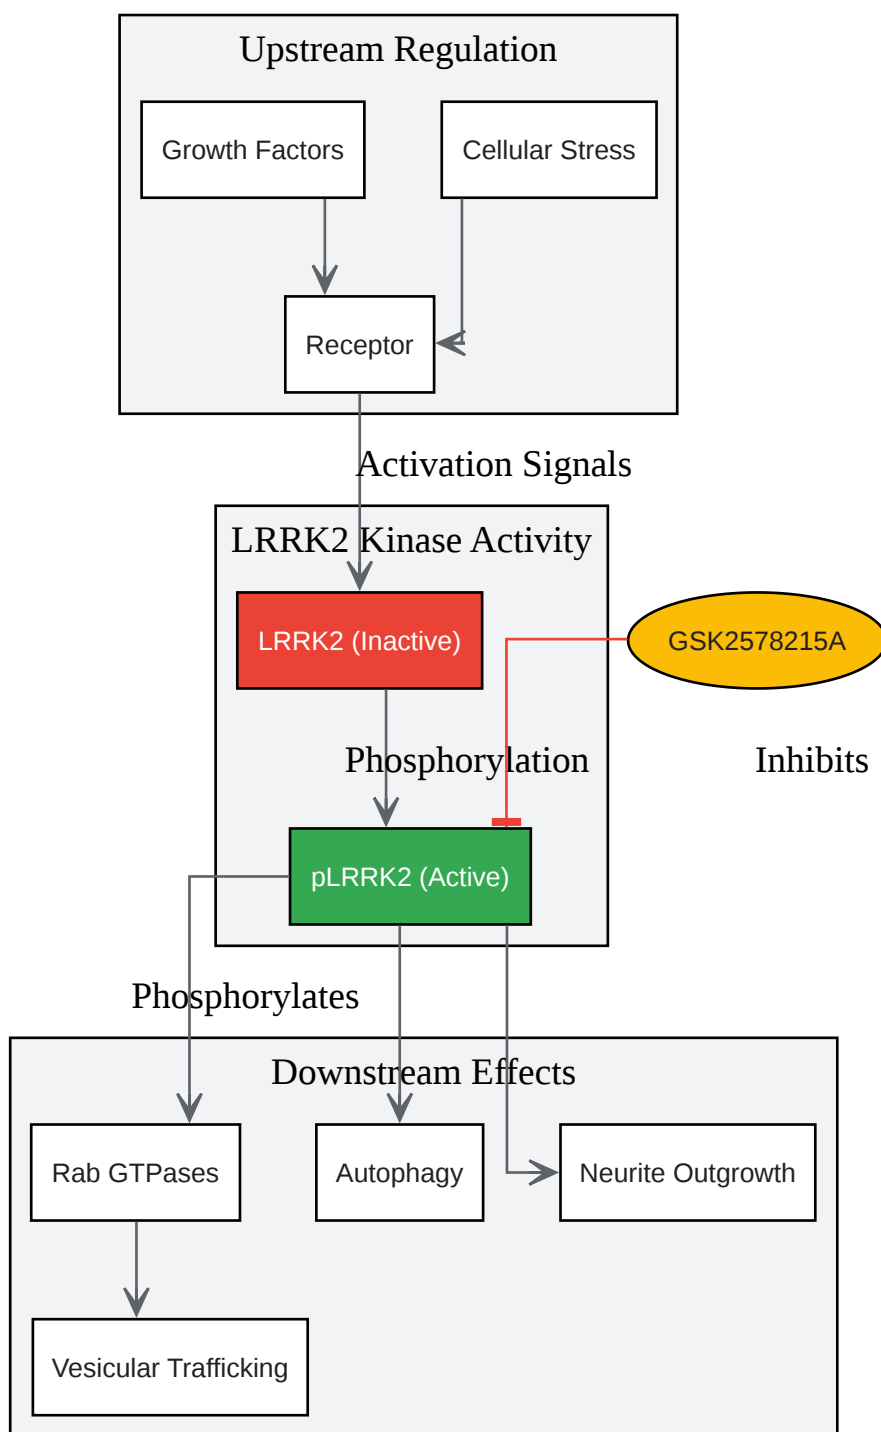 Upstream Regulation
Growth Factors
Cellular Stress
Receptor
Activation Signals
LRRK2 Kinase Activity
LRRK2 (Inactive)
GSK2578215A
Phosphorylation
Inhibits
pLRRK2 (Active)
Phosphorylates
Downstream Effects
Rab GTPases
Autophagy
Neurite Outgrowth
Vesicular Trafficking